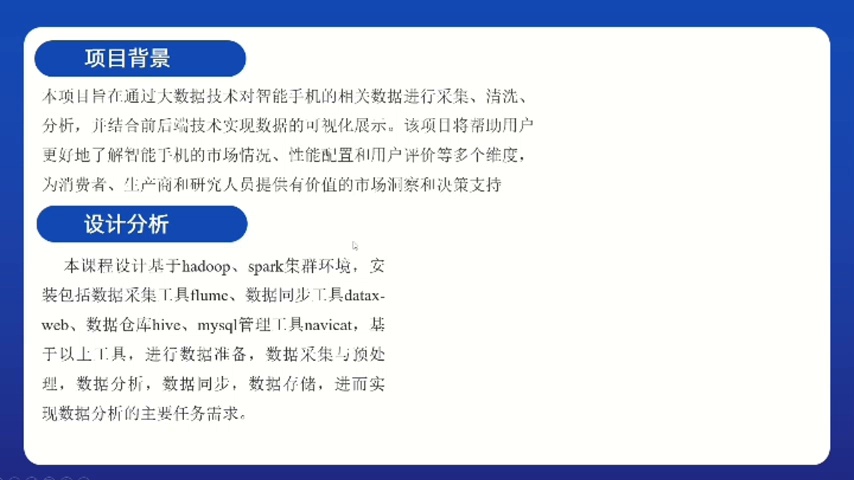 项目背景
本项目旨在通过大数据技术对智能手机的相关数据进行采集、清洗、
分析，并结合前后端技术实现数据的可视化展示。该项目将帮助用户
更好地了解智能手机的市场情况、性能配置和用户评价等多个维度，
为消费者、生产商和研究人员提供有价值的市场洞察和决策支持
设计分析
本课程设计基于hadoop、spark集群环境，安
装包括数据采集工具flume、数据同步工具datax-
web、数据仓库hive、mysql管理工具navicat，基
于以上工具，进行数据准备，数据采集与预处
理，数据分析，数据同步，数据存储，进而实
现数据分析的主要任务需求。